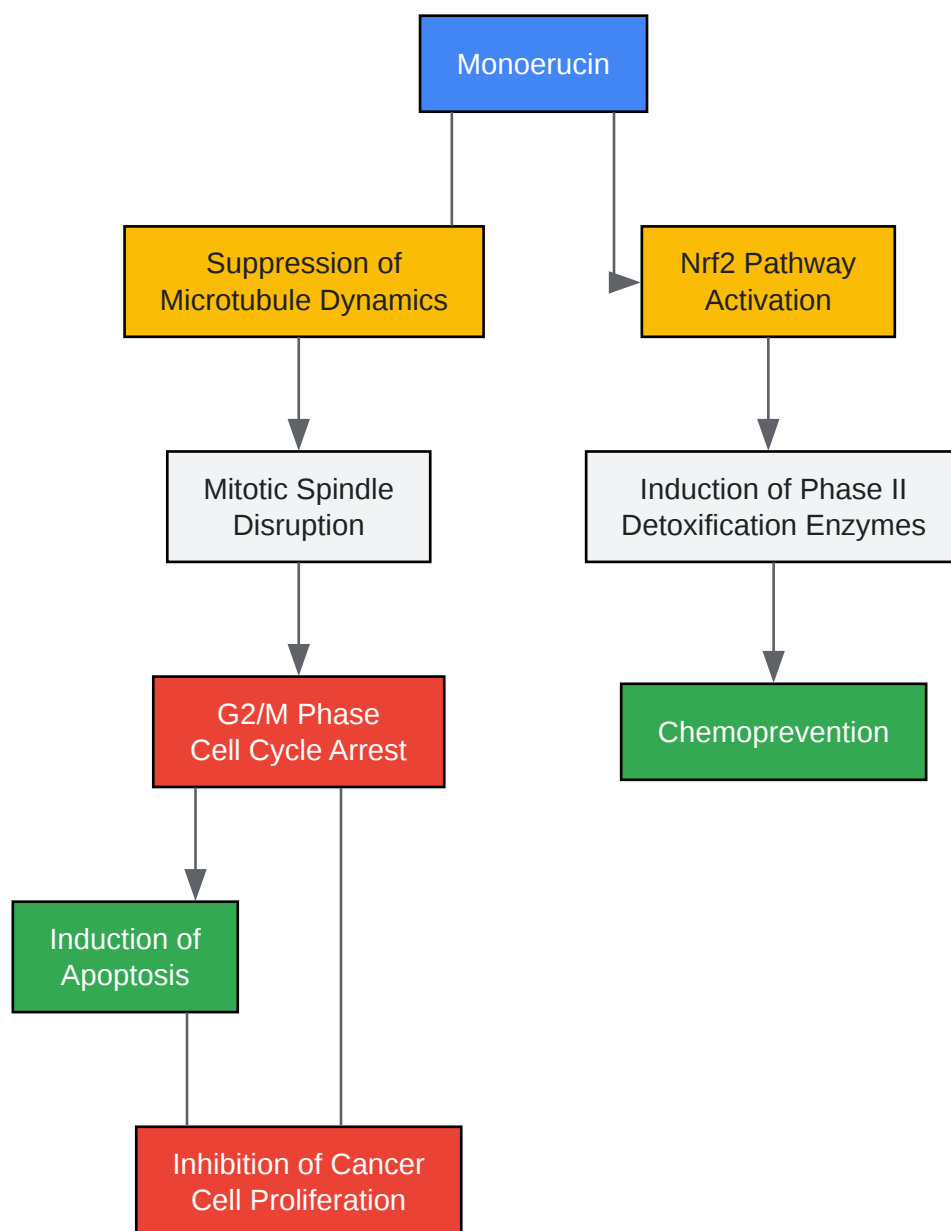 Monoerucin
Suppression of
Microtubule Dynamics
Nrf2 Pathway
Activation
Mitotic Spindle
Disruption
Induction of Phase II
Detoxification Enzymes
G2/M Phase
Cell Cycle Arrest
Chemoprevention
Induction of
Apoptosis
Inhibition of Cancer
Cell Proliferation